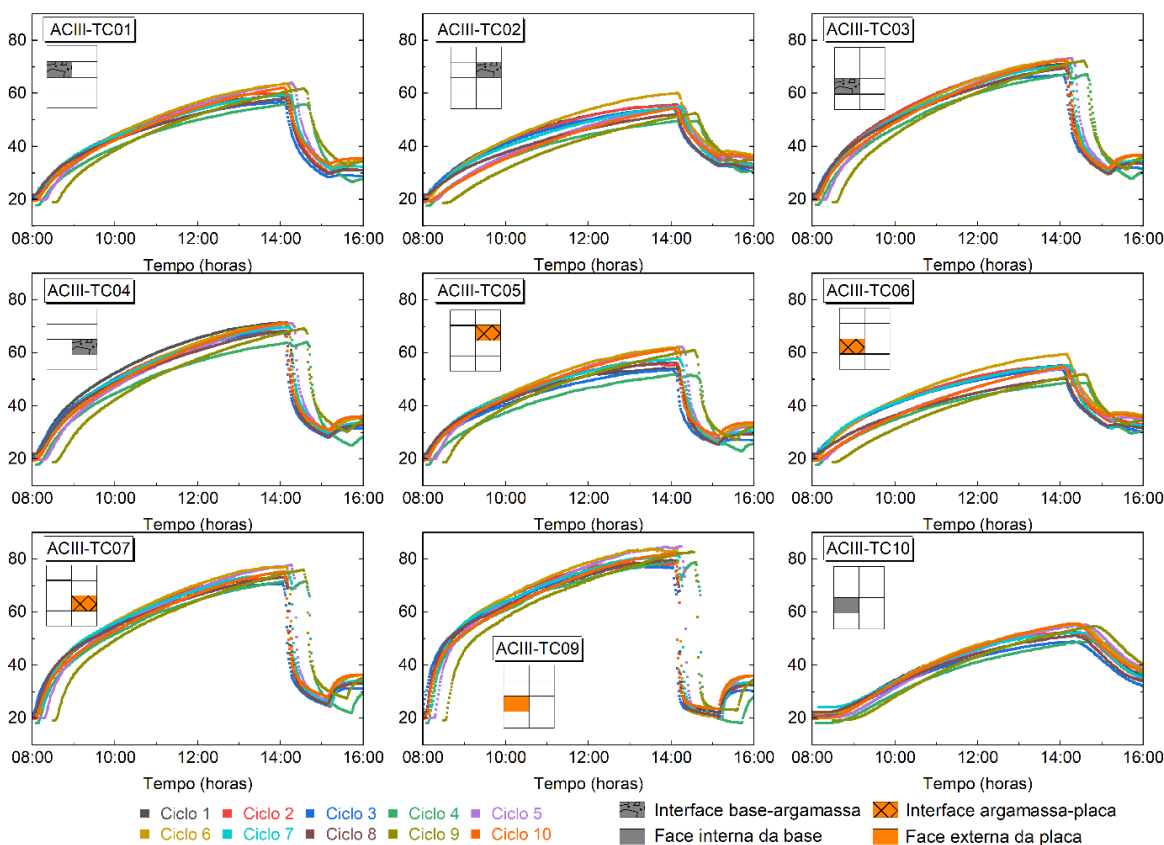 ACIII-TC01
ACIII-TC02
ACIII-TC03
80
60
40
20
08:00 10:00 12:00 14:00 16:00
08:00 10:00 12:00 14:00 16:00
08:00 10:00 12:00 14:00 16:00
Tempo (horas)
Tempo (horas)
Tempo (horas)
80
60
40
20
80
60
40
20
ACIII-TC04
ACIII-TC05
ACIII-TC06
80
60
40
20
80
60
40
20
80
60
40
20
08:00 10:00 12:00 14:00 16:00
08:00 10:00 12:00 14:00 16:00
08:00 10:00 12:00 14:00 16:00
Tempo (horas)
Tempo (horas)
Tempo (horas)
ACIII-TC07
ACIII-TC09
ACIII-TC10
80
60
40
20
80
60
40
20
80
60
40
20
08:00 10:00 12:00 14:00 16:00
08:00 10:00 12:00 14:00 16:00
08:00 10:00 12:00 14:00 16:00
Tempo (horas)
Tempo (horas)
Tempo (horas)
Ciclo 1 Ciclo 2 Ciclo 3 Ciclo 4 Ciclo 5
Ciclo 6 Ciclo 7 Ciclo 8 Ciclo 9 Ciclo 10
Interface base-argamassa Interface argamassa-placa
Face interna da base Face externa da placa